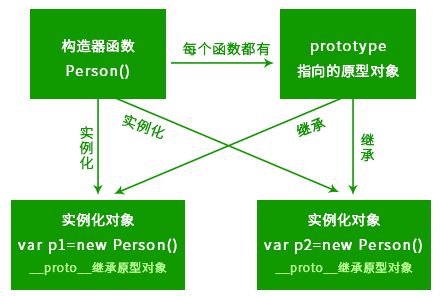 构造器函数
Person()
每个函数都有
prototype
指向的原型对象
实例化
实例化
继承
继承
实例化对象
var p1=new Person()
__proto__继承原型对象
实例化对象
var p2=new Person()
__proto__继承原型对象